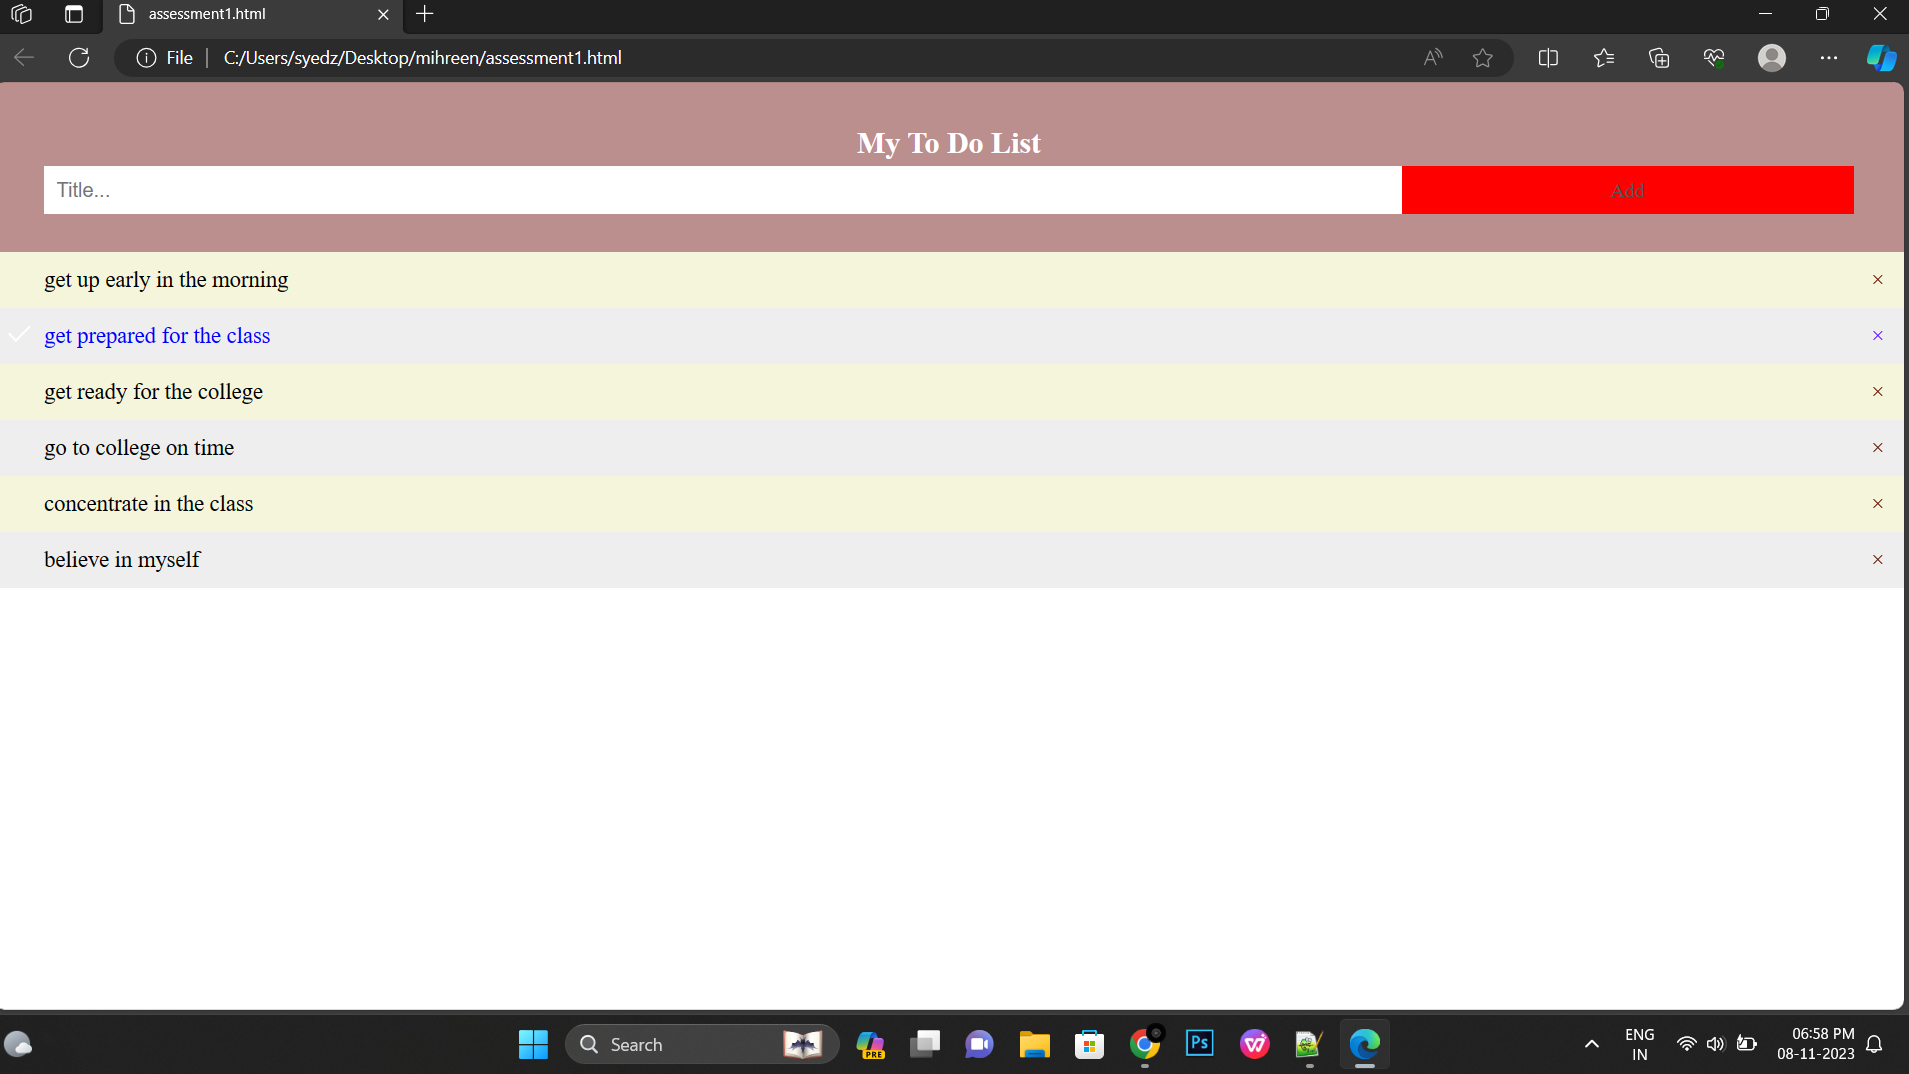 assessment1.html
File
C:/Users/syedz/Desktop/mihreen/assessment1.html
My To Do List
Title...
Add
get up early in the morning
×
get prepared for the class
×
get ready for the college
×
go to college on time
×
concentrate in the class
×
believe in myself
×
Search
PRE
Ps
ENG
IN
06:58 PM
08-11-2023